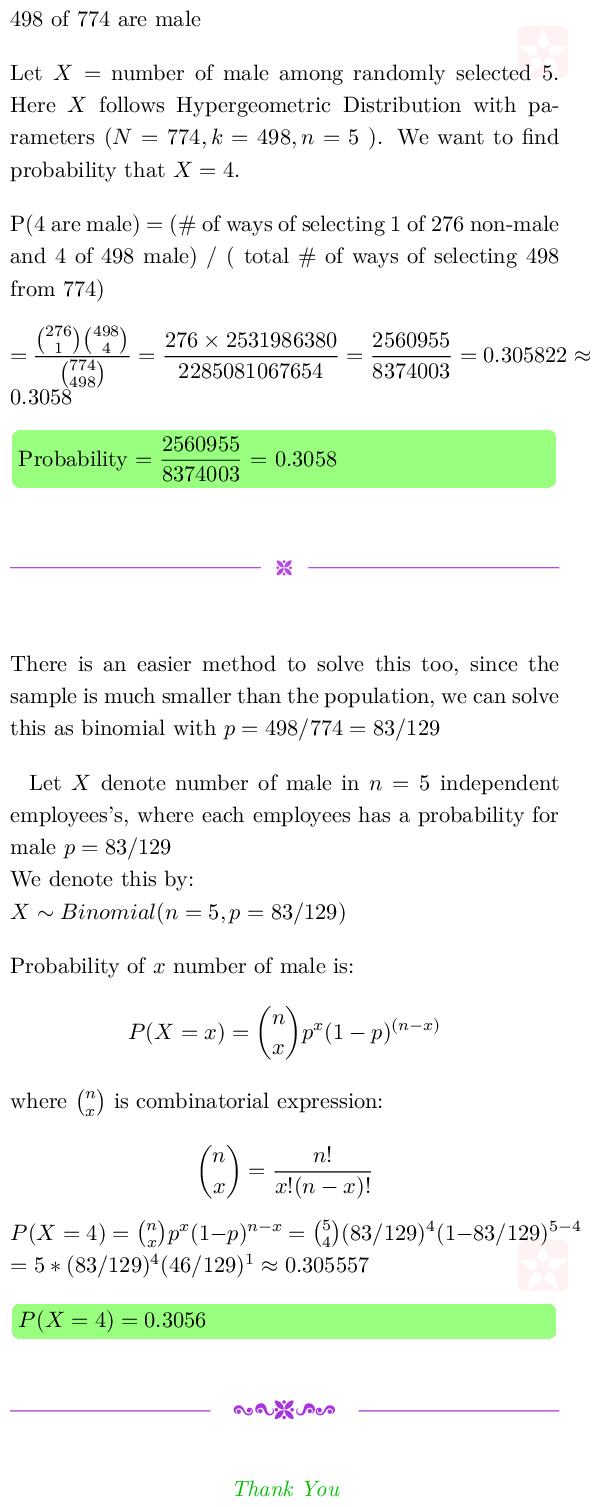 498 of 774 are male
Let X = number of male among randomly selected 5.
Here X follows Hypergeometric Distribution with pa-
rameters (N = 774, k = 498, n = 5 ). We want to find
probability that X = 4.
P(4 are male) = (# of ways of selecting 1 of 276 non-male
and 4 of 498 male) / ( total # of ways of selecting 498
from 774)
= \frac{\binom{276}{1}\binom{498}{4}}{\binom{774}{498}} = \frac{276 × 2531986380}{2285081067654} = \frac{2560955}{8374003} = 0.305822 ≈
0.3058
Probability = \frac{2560955}{8374003} = 0.3058
There is an easier method to solve this too, since the
sample is much smaller than the population, we can solve
this as binomial with p = 498/774 = 83/129
Let X denote number of male in n = 5 independent
employees's, where each employees has a probability for
male p = 83/129
We denote this by:
X ∼ Binomial(n = 5, p = 83/129)
Probability of x number of male is:
P(X = x) = \binom{n}{x} p^x (1 − p)^{(n−x)}
where \binom{n}{x} is combinatorial expression:
\binom{n}{x} = \frac{n!}{x!(n − x)!}
P(X = 4) = \binom{n}{x} p^x (1−p)^{n−x} = \binom{5}{4} (83/129)^4 (1−83/129)^{5−4}
= 5 ∗ (83/129)^4 (46/129)^1 ≈ 0.305557
P(X = 4) = 0.3056
Thank You